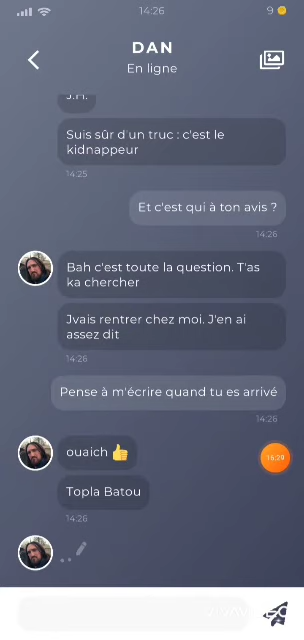 14:26
9
DAN
En ligne
J.H.
Suis sûr d'un truc : c'est le
kidnappeur
14:25
Et c'est qui à ton avis ?
14:26
Bah c'est toute la question. T'as
ka chercher
Jvais rentrer chez moi. J'en ai
assez dit
14:26
Pense à m'écrire quand tu es arrivé
14:26
ouaich 👍
16:29
Topla Batou
14:26